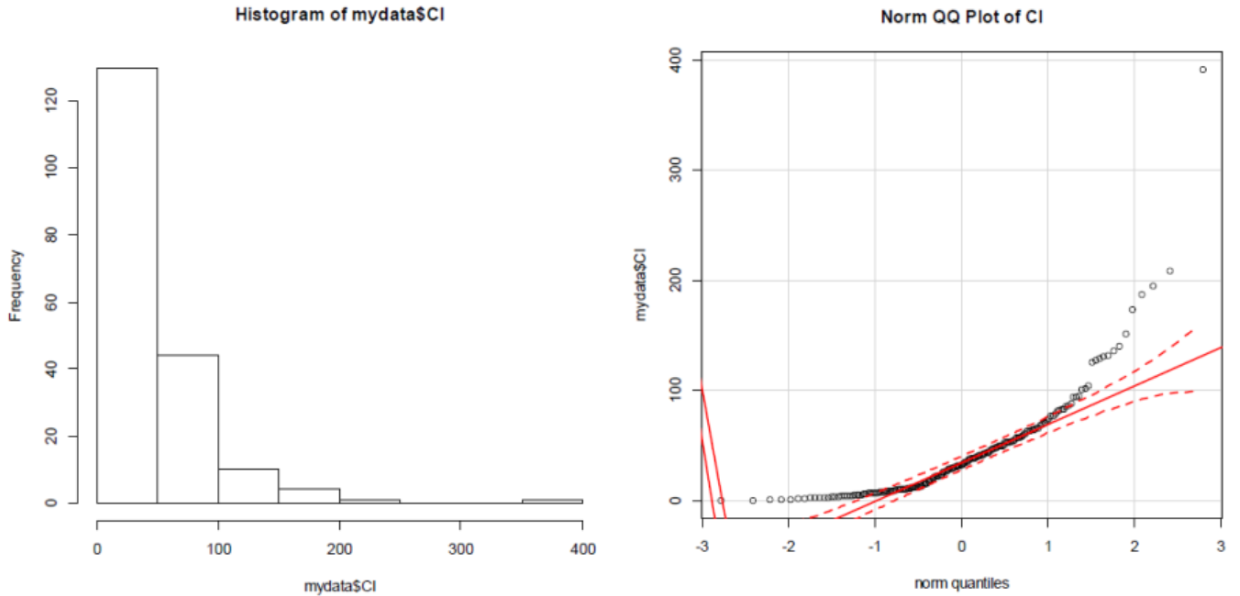 Histogram of mydata$CI
Frequency
120
100
80
60
40
20
0
0 100 200 300 400
mydata$CI
Norm QQ Plot of CI
mydata$CI
400
300
200
100
0
-3 -2 -1 0 1 2 3
norm quantiles